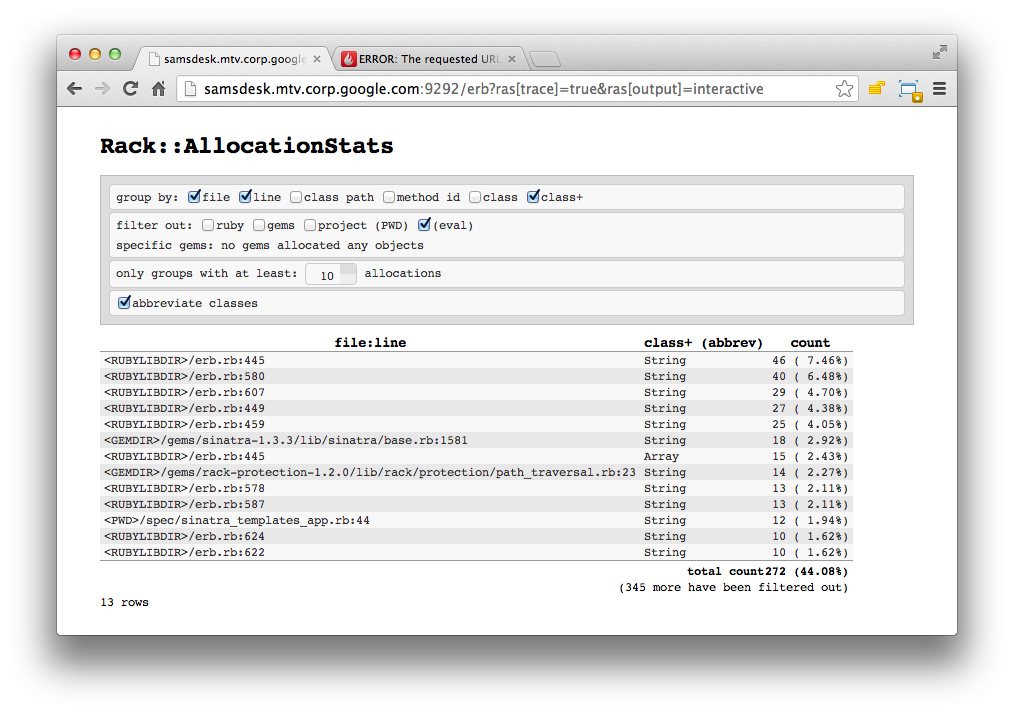 samsdesk.mtv.corp.google ERROR: The requested URL
samsdesk.mtv.corp.google.com:9292/erb?ras[trace]=true&ras[output]=interactive
Rack::AllocationStats
group by: file line class path method id class class+
filter out: ruby gems project (PWD) (eval)
specific gems: no gems allocated any objects
only groups with at least: 10 allocations
abbreviate classes
file:line class+ (abbrev) count
<RUBYLIBDIR>/erb.rb:445 String 46 ( 7.46%)
<RUBYLIBDIR>/erb.rb:580 String 40 ( 6.48%)
<RUBYLIBDIR>/erb.rb:607 String 29 ( 4.70%)
<RUBYLIBDIR>/erb.rb:449 String 27 ( 4.38%)
<RUBYLIBDIR>/erb.rb:459 String 25 ( 4.05%)
<GEMDIR>/gems/sinatra-1.3.3/lib/sinatra/base.rb:1581 String 18 ( 2.92%)
<RUBYLIBDIR>/erb.rb:445 Array 15 ( 2.43%)
<GEMDIR>/gems/rack-protection-1.2.0/lib/rack/protection/path_traversal.rb:23 String 14 ( 2.27%)
<RUBYLIBDIR>/erb.rb:578 String 13 ( 2.11%)
<RUBYLIBDIR>/erb.rb:587 String 13 ( 2.11%)
<PWD>/spec/sinatra_templates_app.rb:44 String 12 ( 1.94%)
<RUBYLIBDIR>/erb.rb:624 String 10 ( 1.62%)
<RUBYLIBDIR>/erb.rb:622 String 10 ( 1.62%)
total count272 (44.08%)
(345 more have been filtered out)
13 rows